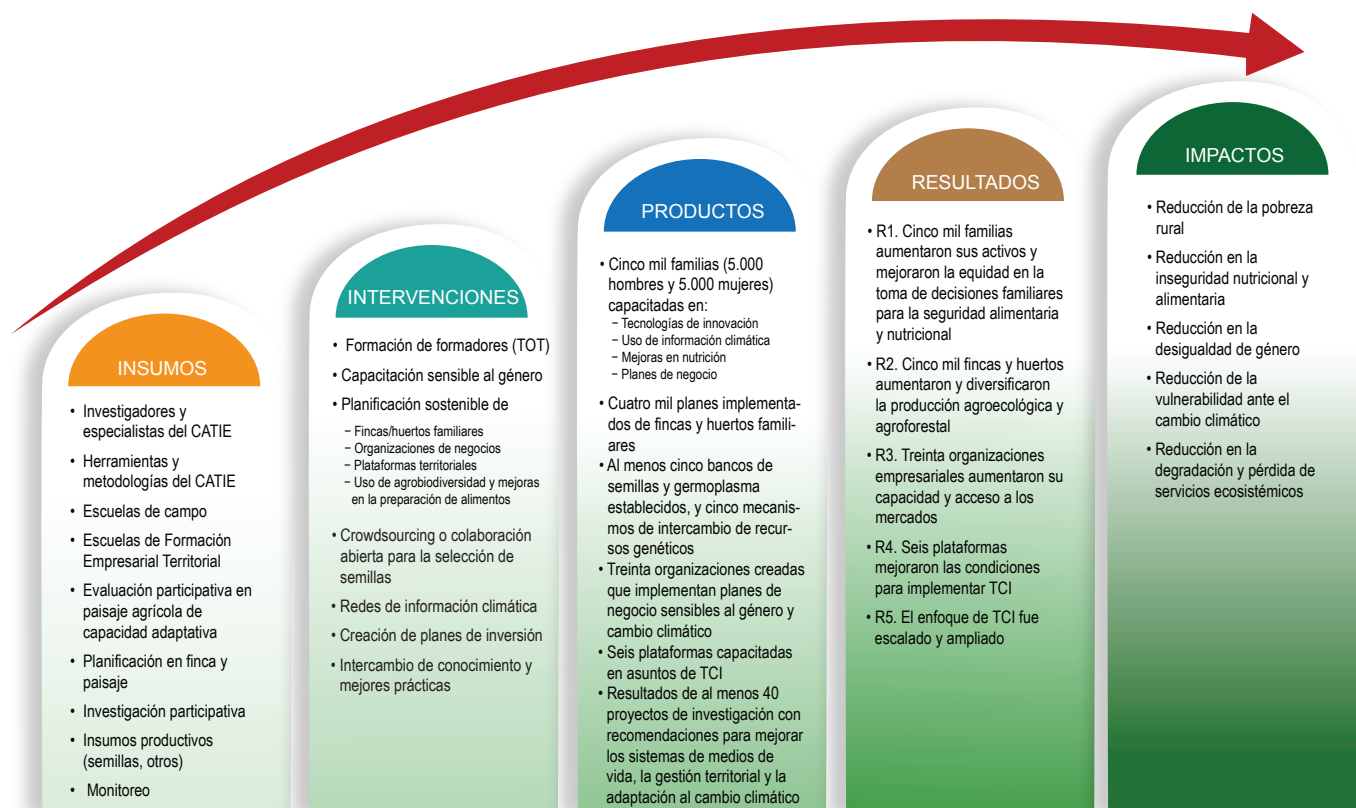 INSUMOS
• Investigadores y
especialistas del CATIE
• Herramientas y
metodologías del CATIE
• Escuelas de campo
• Escuelas de Formación
Empresarial Territorial
• Evaluación participativa en
paisaje agrícola de
capacidad adaptativa
• Planificación en finca y
paisaje
• Investigación participativa
• Insumos productivos
(semillas, otros)
• Monitoreo
INTERVENCIONES
• Formación de formadores (TOT)
• Capacitación sensible al género
• Planificación sostenible de
− Fincas/huertos familiares
− Organizaciones de negocios
− Plataformas territoriales
− Uso de agrobiodiversidad y mejoras
en la preparación de alimentos
• Crowdsourcing o colaboración
abierta para la selección de
semillas
• Redes de información climática
• Creación de planes de inversión
• Intercambio de conocimiento y
mejores prácticas
PRODUCTOS
• Cinco mil familias (5.000
hombres y 5.000 mujeres)
capacitadas en:
− Tecnologías de innovación
− Uso de información climática
− Mejoras en nutrición
− Planes de negocio
• Cuatro mil planes implementa-
dos de fincas y huertos famili-
ares
• Al menos cinco bancos de
semillas y germoplasma
establecidos, y cinco mecanis-
mos de intercambio de recur-
sos genéticos
• Treinta organizaciones creadas
que implementan planes de
negocio sensibles al género y
cambio climático
• Seis plataformas capacitadas
en asuntos de TCI
• Resultados de al menos 40
proyectos de investigación con
recomendaciones para mejorar
los sistemas de medios de
vida, la gestión territorial y la
adaptación al cambio climático
RESULTADOS
• R1. Cinco mil familias
aumentaron sus activos y
mejoraron la equidad en la
toma de decisiones familiares
para la seguridad alimentaria
y nutricional
• R2. Cinco mil fincas y huertos
aumentaron y diversificaron
la producción agroecológica y
agroforestal
• R3. Treinta organizaciones
empresariales aumentaron su
capacidad y acceso a los
mercados
• R4. Seis plataformas
mejoraron las condiciones
para implementar TCI
• R5. El enfoque de TCI fue
escalado y ampliado
IMPACTOS
• Reducción de la pobreza
rural
• Reducción en la
inseguridad nutricional y
alimentaria
• Reducción en la
desigualdad de género
• Reducción de la
vulnerabilidad ante el
cambio climático
• Reducción en la
degradación y pérdida de
servicios ecosistémicos